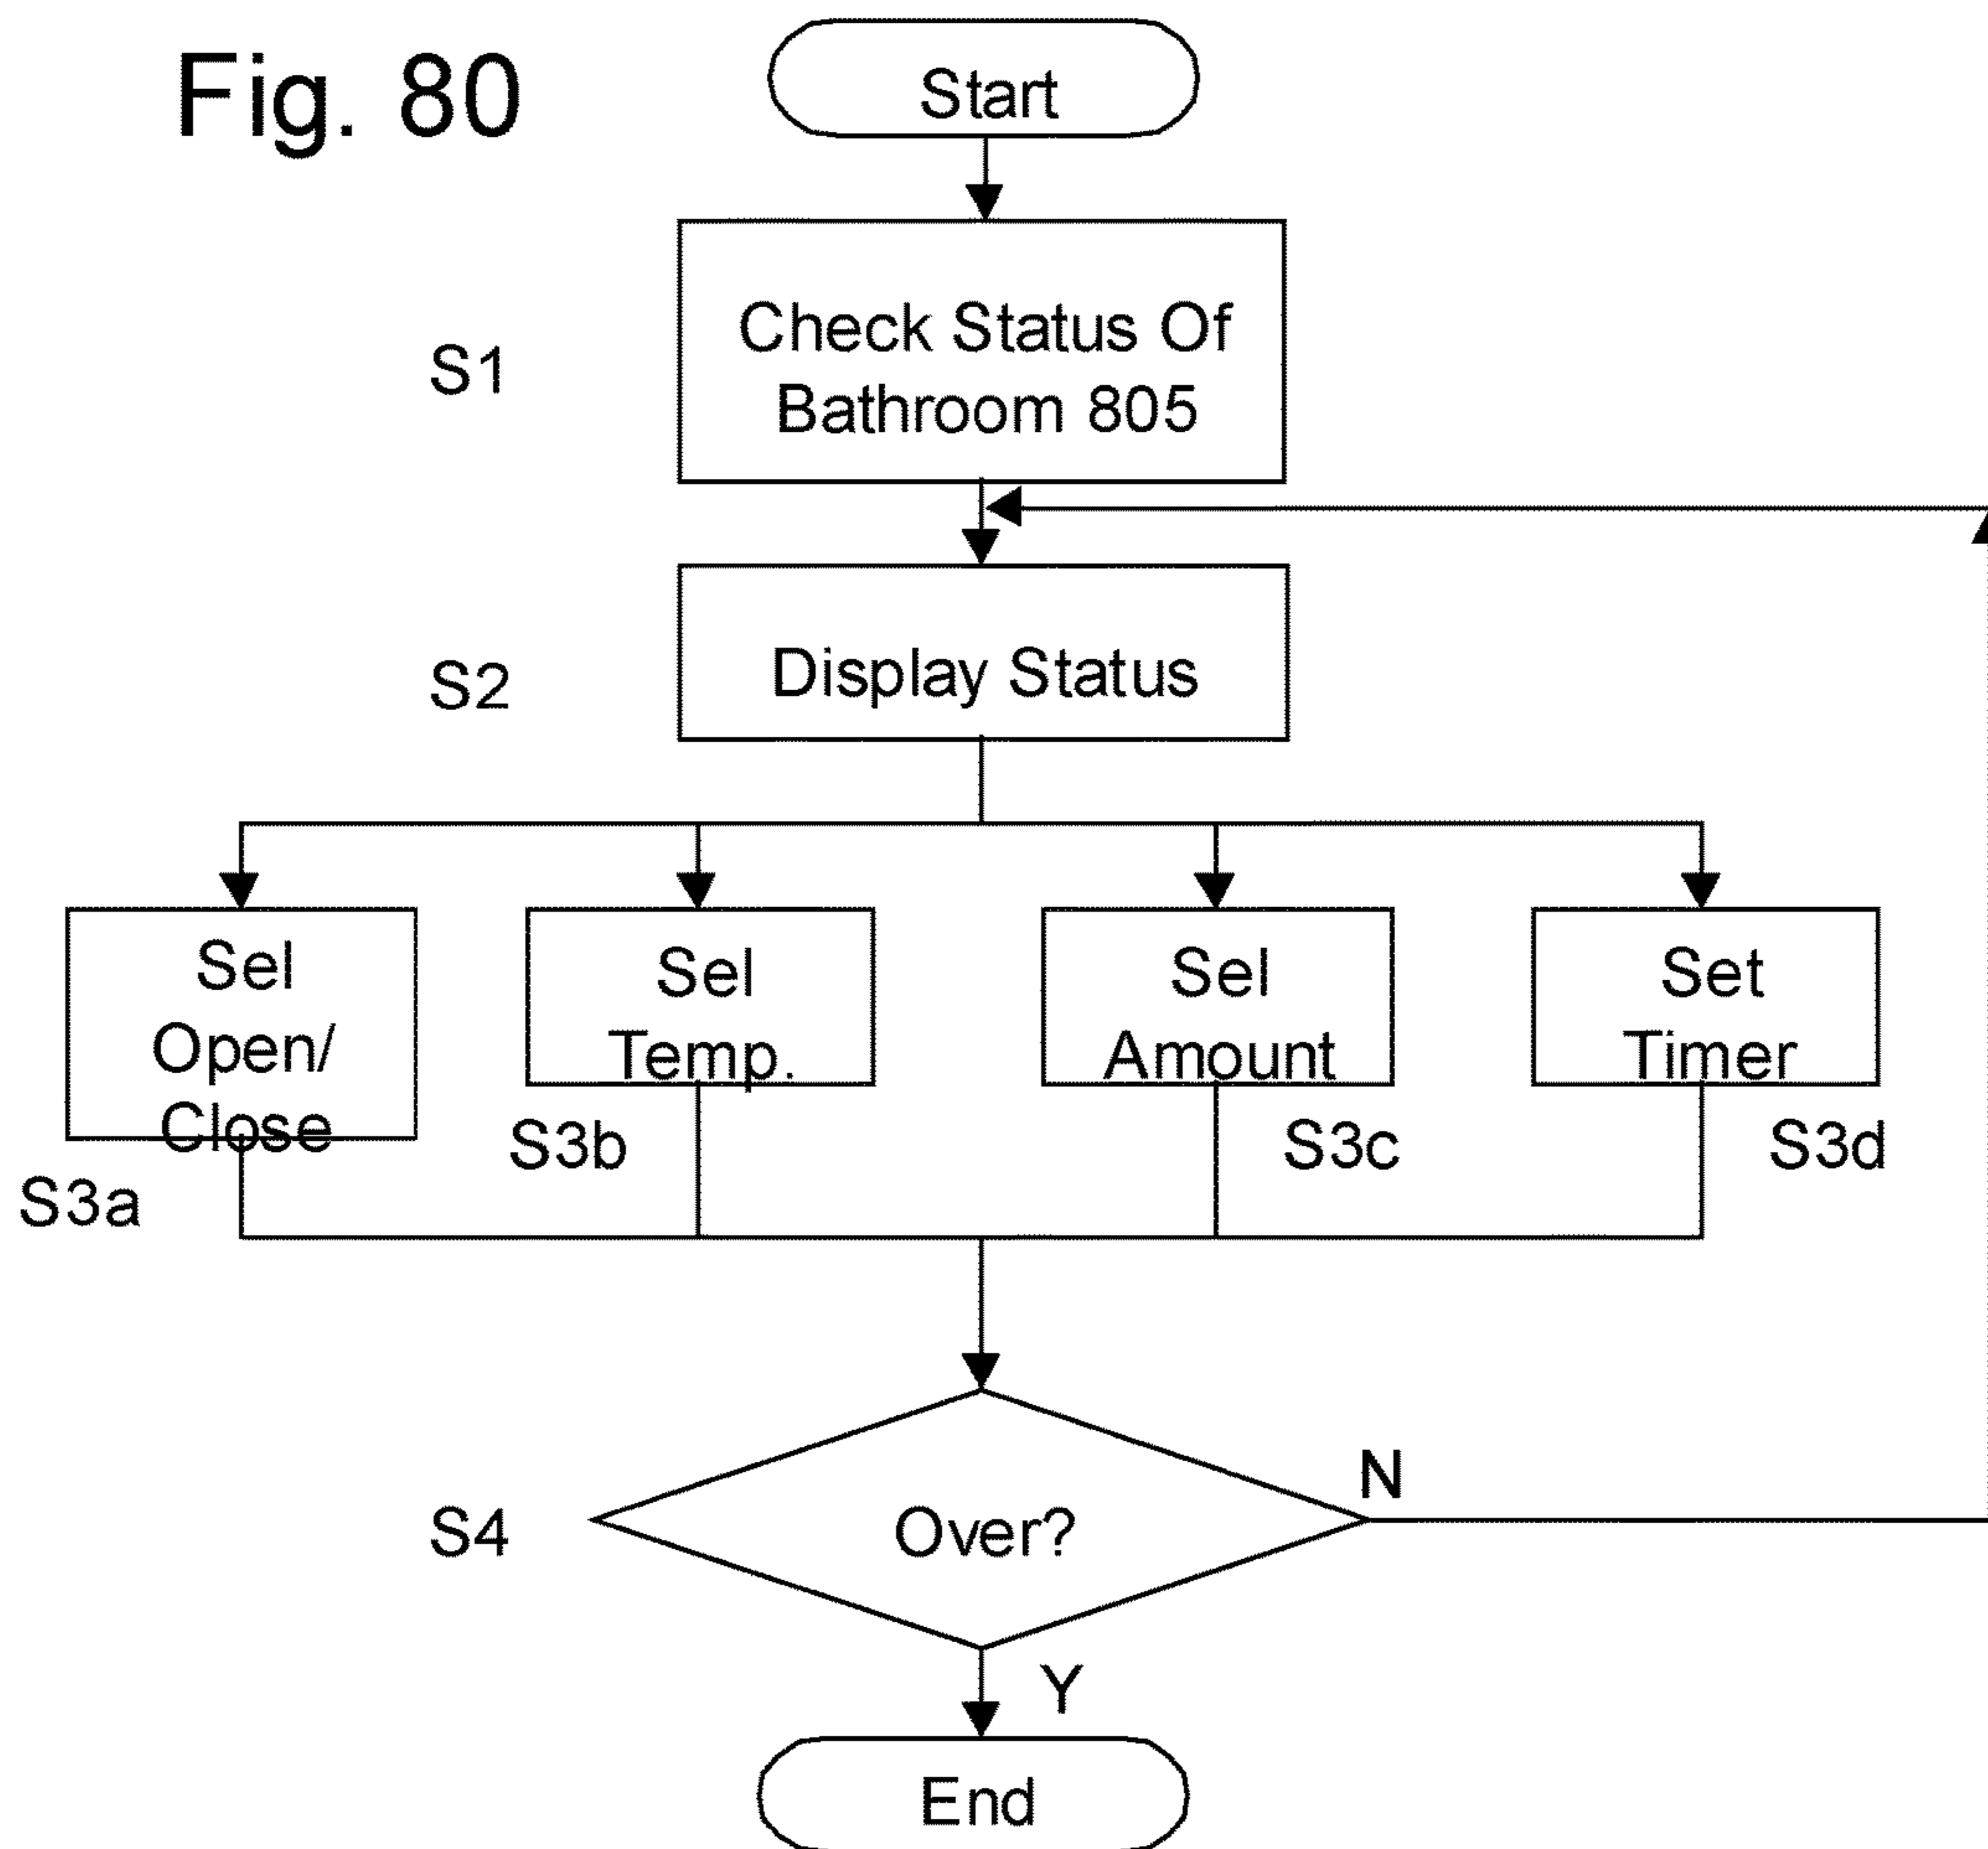 Fig. 80
Start
S1
Check Status Of
Bathroom 805
S2
Display Status
Sel
Open/
Close
S3a
Sel
Temp.
S3b
Sel
Amount
S3c
Set
Timer
S3d
S4
Over?
N
Y
End